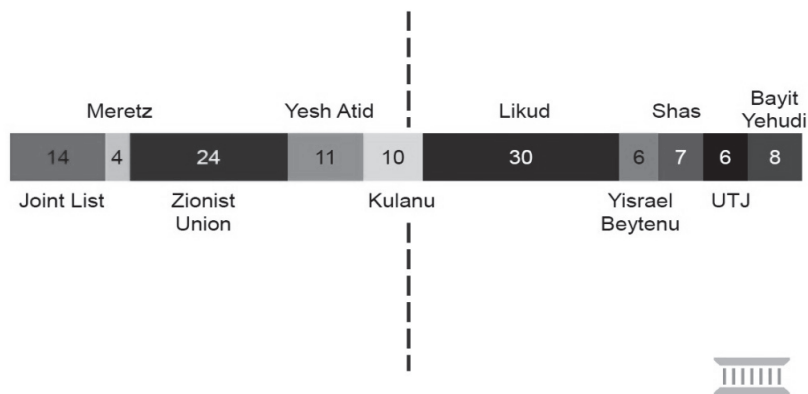 Meretz
Yesh Atid
Likud
Shas
Bayit
Yehudi
14
4
24
11
10
30
6
7
6
8
Joint List
Zionist
Union
Kulanu
Yisrael
Beytenu
UTJ